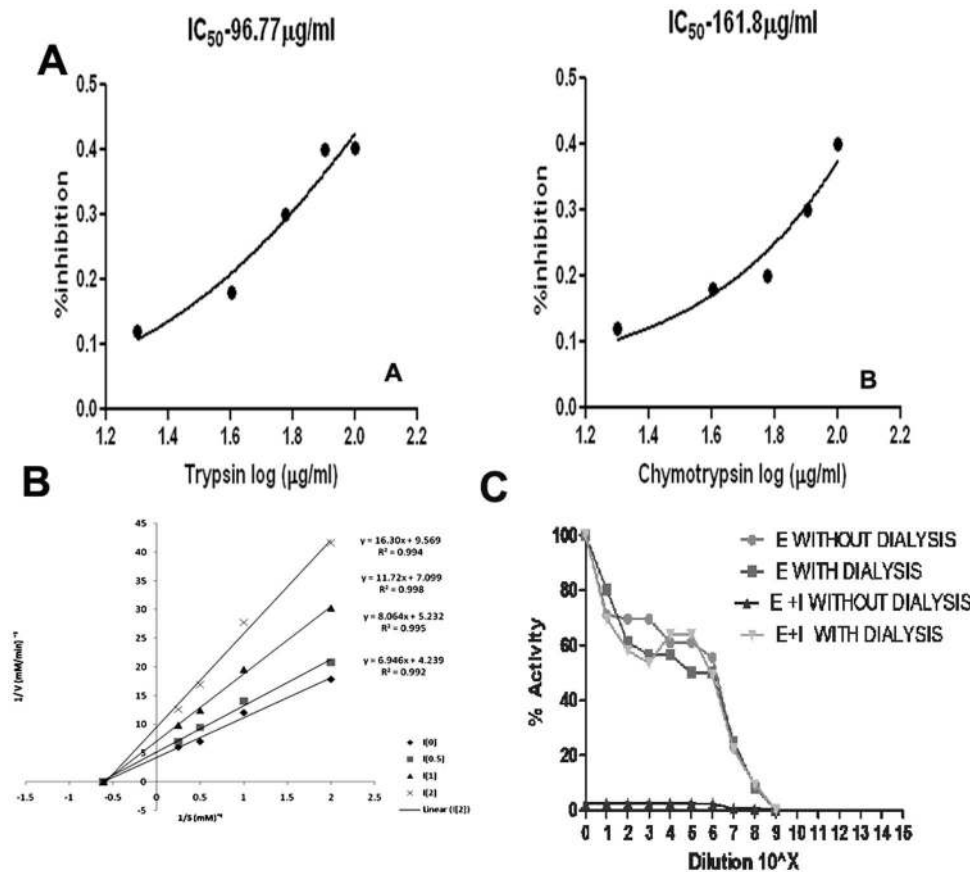 IC50-96.77µg/ml
A
0.5
0.4
0.3
0.2
0.1
0.0
%inhibition
1.2 1.4 1.6 1.8 2.0 2.2
A
Trypsin log (µg/ml)
IC50-161.8µg/ml
0.5
0.4
0.3
0.2
0.1
0.0
%inhibition
1.2 1.4 1.6 1.8 2.0 2.2
B
Chymotrypsin log (µg/ml)
B
45
40
35
30
25
20
15
10
5
0
-5
1/V (mM/min)⁻¹
-1.5 -1 -0.5 0 0.5 1 1.5 2 2.5
1/S (mM)⁻¹
y = 16.30x + 9.569
R² = 0.994
y = 11.72x + 7.099
R² = 0.998
y = 8.064x + 5.232
R² = 0.995
y = 6.946x + 4.239
R² = 0.992
I[0]
I[0.5]
I[1]
I[2]
Linear (I[2])
C
100
80
60
40
20
0
% Activity
0 1 2 3 4 5 6 7 8 9 10 11 12 13 14 15
Dilution 10^X
E WITHOUT DIALYSIS
E WITH DIALYSIS
E +I WITHOUT DIALYSIS
E+I WITH DIALYSIS